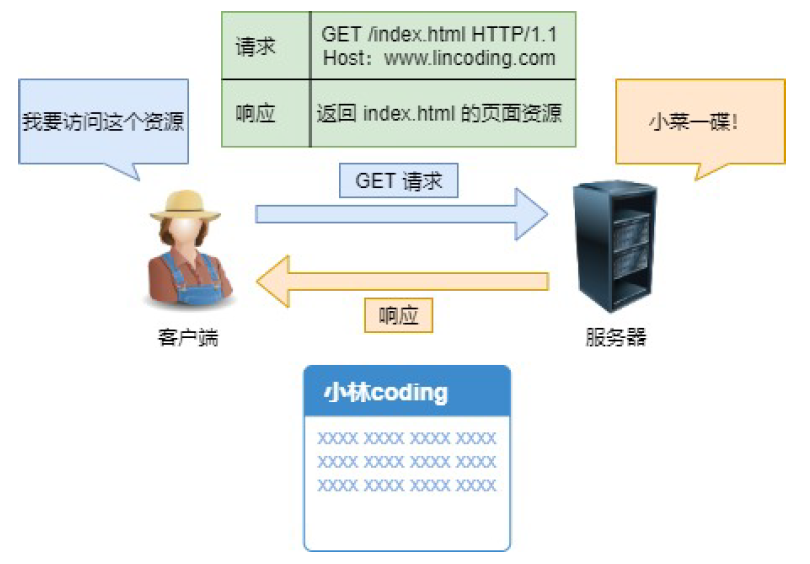 请求
GET /index.html HTTP/1.1
Host：www.lincoding.com
响应
返回 index.html 的页面资源
我要访问这个资源
小菜一碟！
GET 请求
响应
客户端
服务器
小林coding
XXXX XXXX XXXX XXXX
XXXX XXXX XXXX XXXX
XXXX XXXX XXXX XXXX